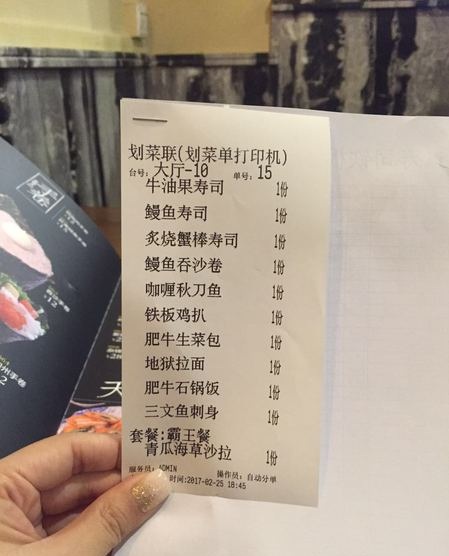 划菜联(划菜单打印机)
台号:大厅-10 单号:15
牛油果寿司 1份
鳗鱼寿司 1份
炙烧蟹棒寿司 1份
鳗鱼吞沙卷 1份
咖喱秋刀鱼 1份
铁板鸡扒 1份
肥牛生菜包 1份
地狱拉面 1份
肥牛石锅饭 1份
三文鱼刺身 1份
套餐:霸王餐
青瓜海草沙拉 1份
服务员:ADMIN 操作员:自动分单
时间:2017-02-25 18:45